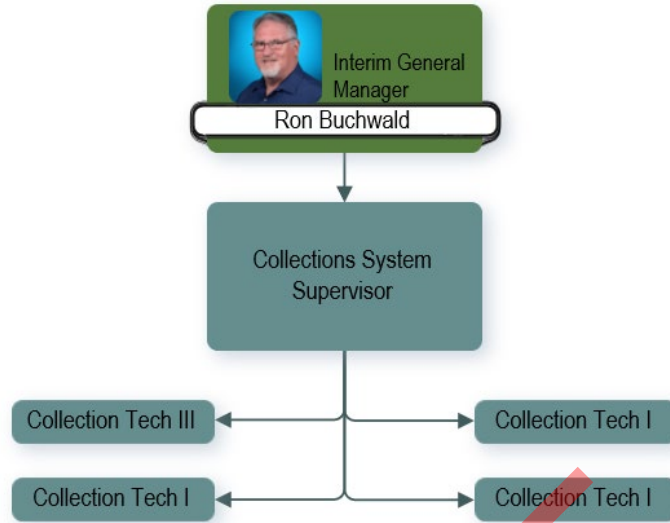 Interim General
Manager
Ron Buchwald
Collections System
Supervisor
Collection Tech III
Collection Tech I
Collection Tech I
Collection Tech I